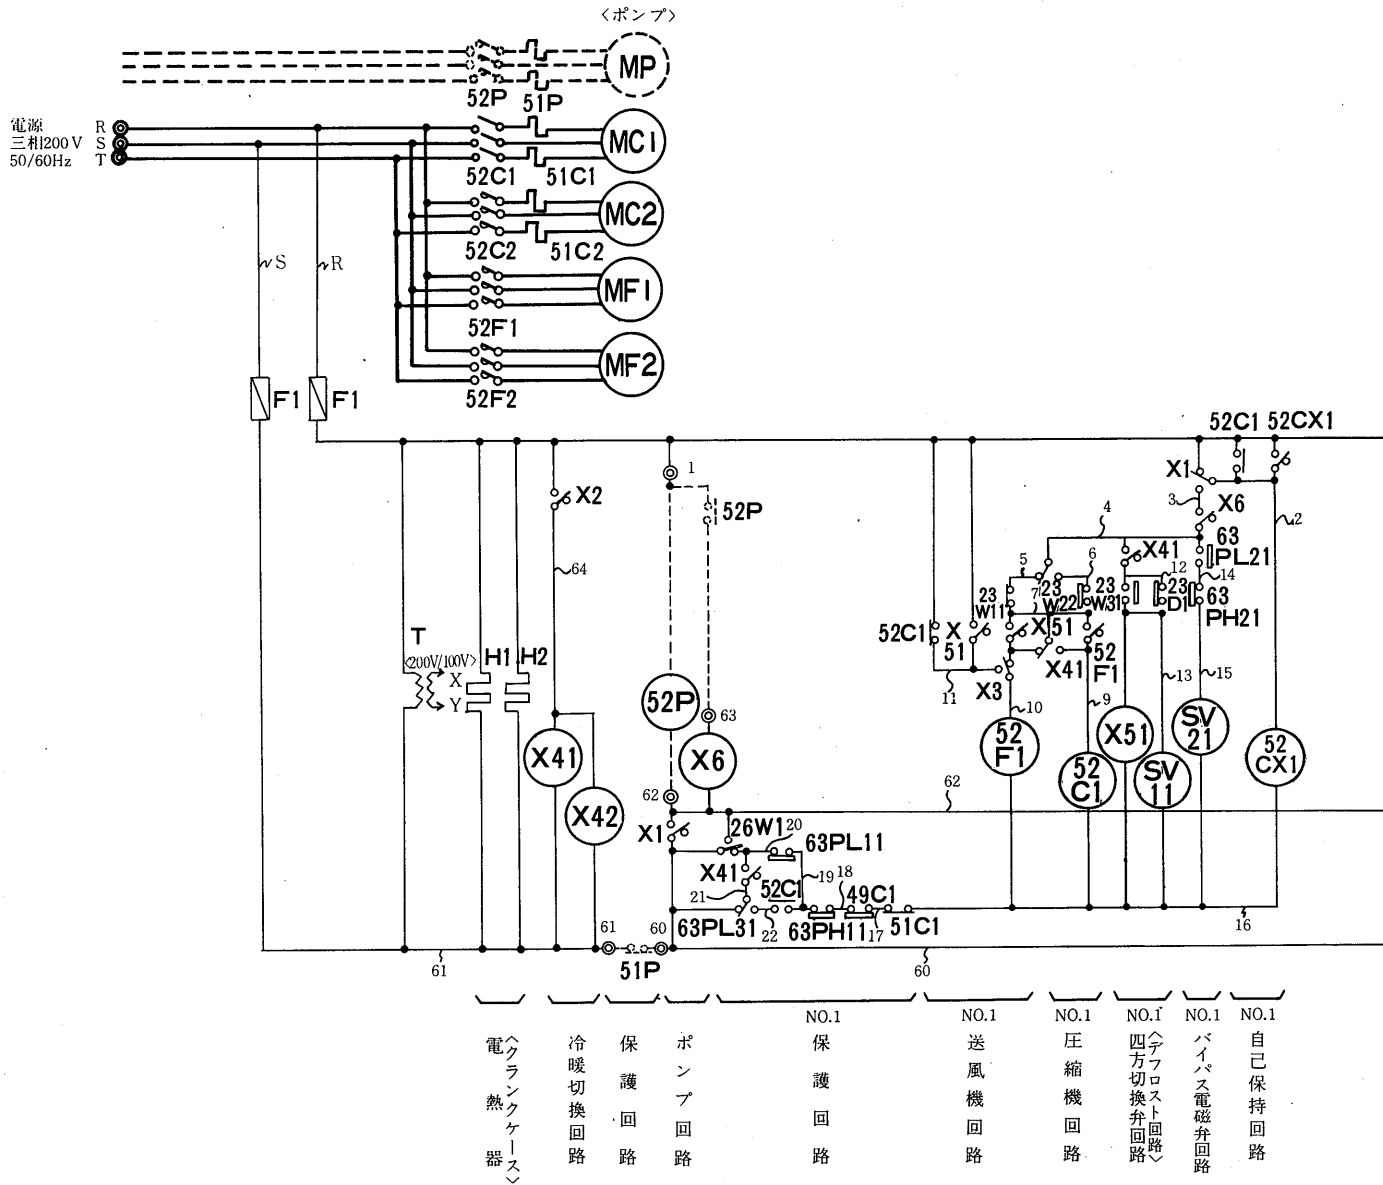 〈ポンプ〉
MP
52P 51P
電源
三相200V
50/60Hz
R
S
T
MC1
52C1 51C1
MC2
52C2 51C2
S R
MF1
52F1
MF2
52F2
F1 F1
52C1 52CX1
X1
3 X6
2
X2
1
52P
4
63
PL21
X41
12
14
5 6
23
W11
7
23
W22
23
W31
23
D1
63
PH21
64
52C1
X
51
X51
X41
52
F1
T
〈200V/100V〉
X
Y
H1 H2
11 X3
10 9 13 15
52P
63
X6
X41
X42
52
F1
52
C1
X51
SV
11
SV
21
52
CX1
62
62
X1
26W1 20
63PL11
X41
21
52C1
19 18
49C1
63PL31 22 63PH11 17 51C1
16
61 60
51P
61
60
電熱器
〈クランクケース〉
冷暖切換回路
保護回路
ポンプ回路
NO.1
保護回路
NO.1
送風機回路
NO.1
圧縮機回路
NO.1
四方切換弁回路
〈デフロスト回路〉
NO.1
バイパス電磁弁回路
NO.1
自己保持回路